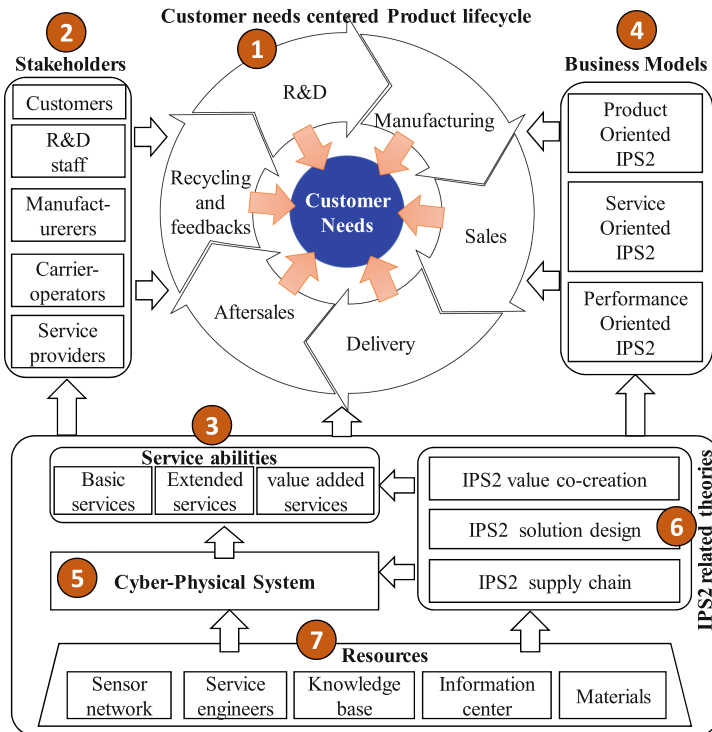 Customer needs centered Product lifecycle
2
Stakeholders
Customers
R&D
staff
Manufact-
urerers
Carrier-
operators
Service
providers
1
R&D
Manufacturing
Sales
Delivery
Aftersales
Recycling
and
feedbacks
Customer
Needs
4
Business Models
Product
Oriented
IPS2
Service
Oriented
IPS2
Performance
Oriented
IPS2
3
Service abilities
Basic
services
Extended
services
value added
services
5
Cyber-Physical System
IPS2 value co-creation
IPS2 solution design
IPS2 supply chain
6
IPS2 related theories
7
Resources
Sensor
network
Service
engineers
Knowledge
base
Information
center
Materials